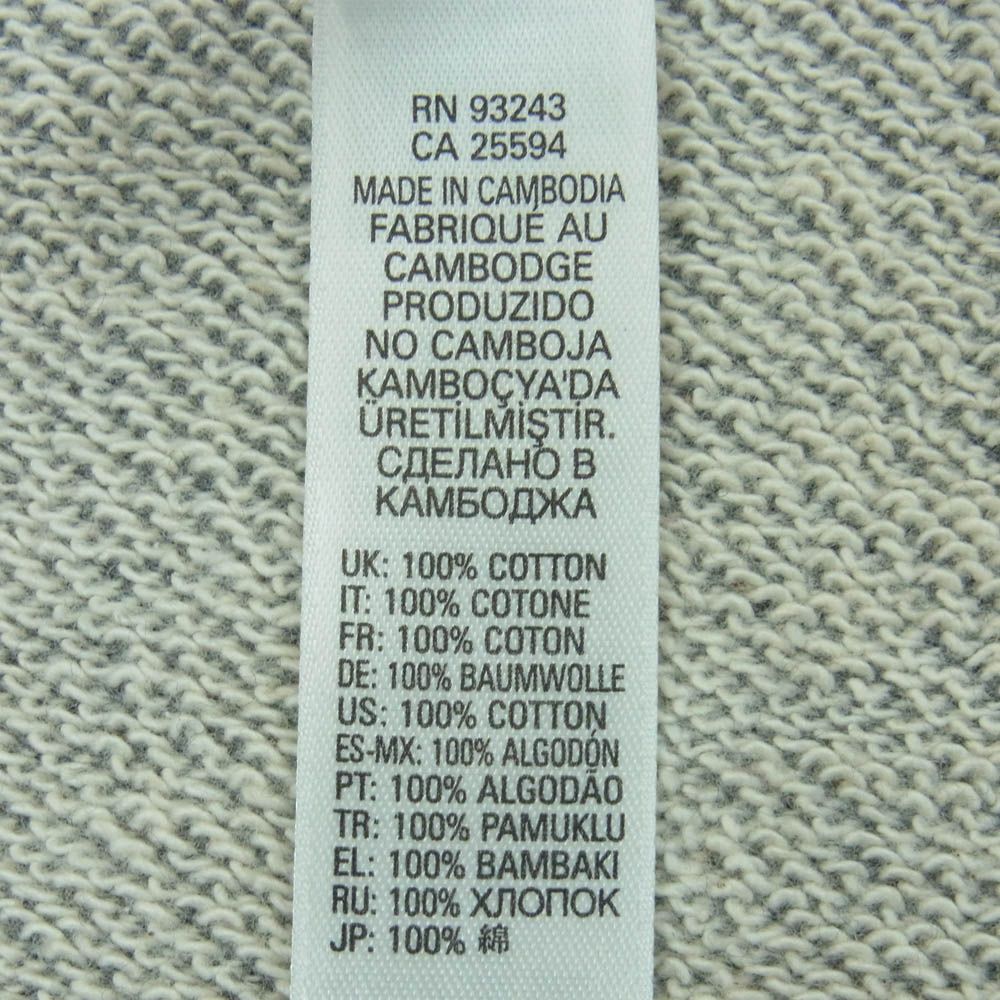 RN 93243
CA 25594
MADE IN CAMBODIA
FABRIQUÉ AU
CAMBODGE
PRODUZIDO
NO CAMBOJA
KAMBOÇYA'DA
ÜRETİLMİŞTİR.
СДЕЛАНО В
КАМБОДЖА
UK: 100% COTTON
IT: 100% COTONE
FR: 100% COTON
DE: 100% BAUMWOLLE
US: 100% COTTON
ES-MX: 100% ALGODÓN
PT: 100% ALGODÃO
TR: 100% PAMUKLU
EL: 100% BAMBAKI
RU: 100% ХЛОПОК
JP: 100% 綿